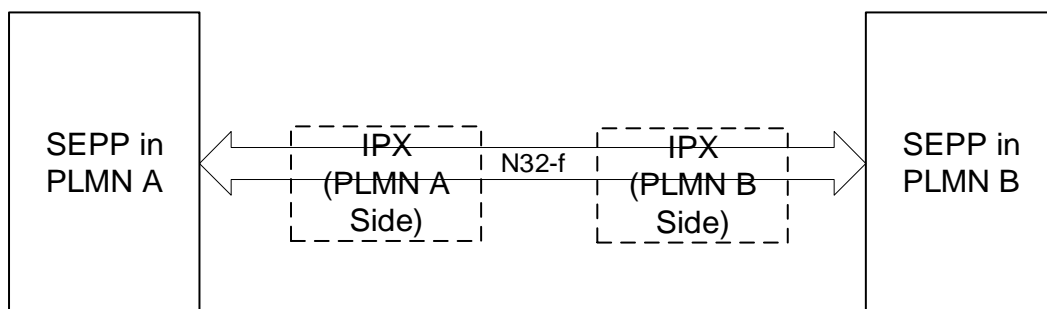 SEPP in
PLMN A
IPX
(PLMN A
Side)
N32-f
IPX
(PLMN B
Side)
SEPP in
PLMN B